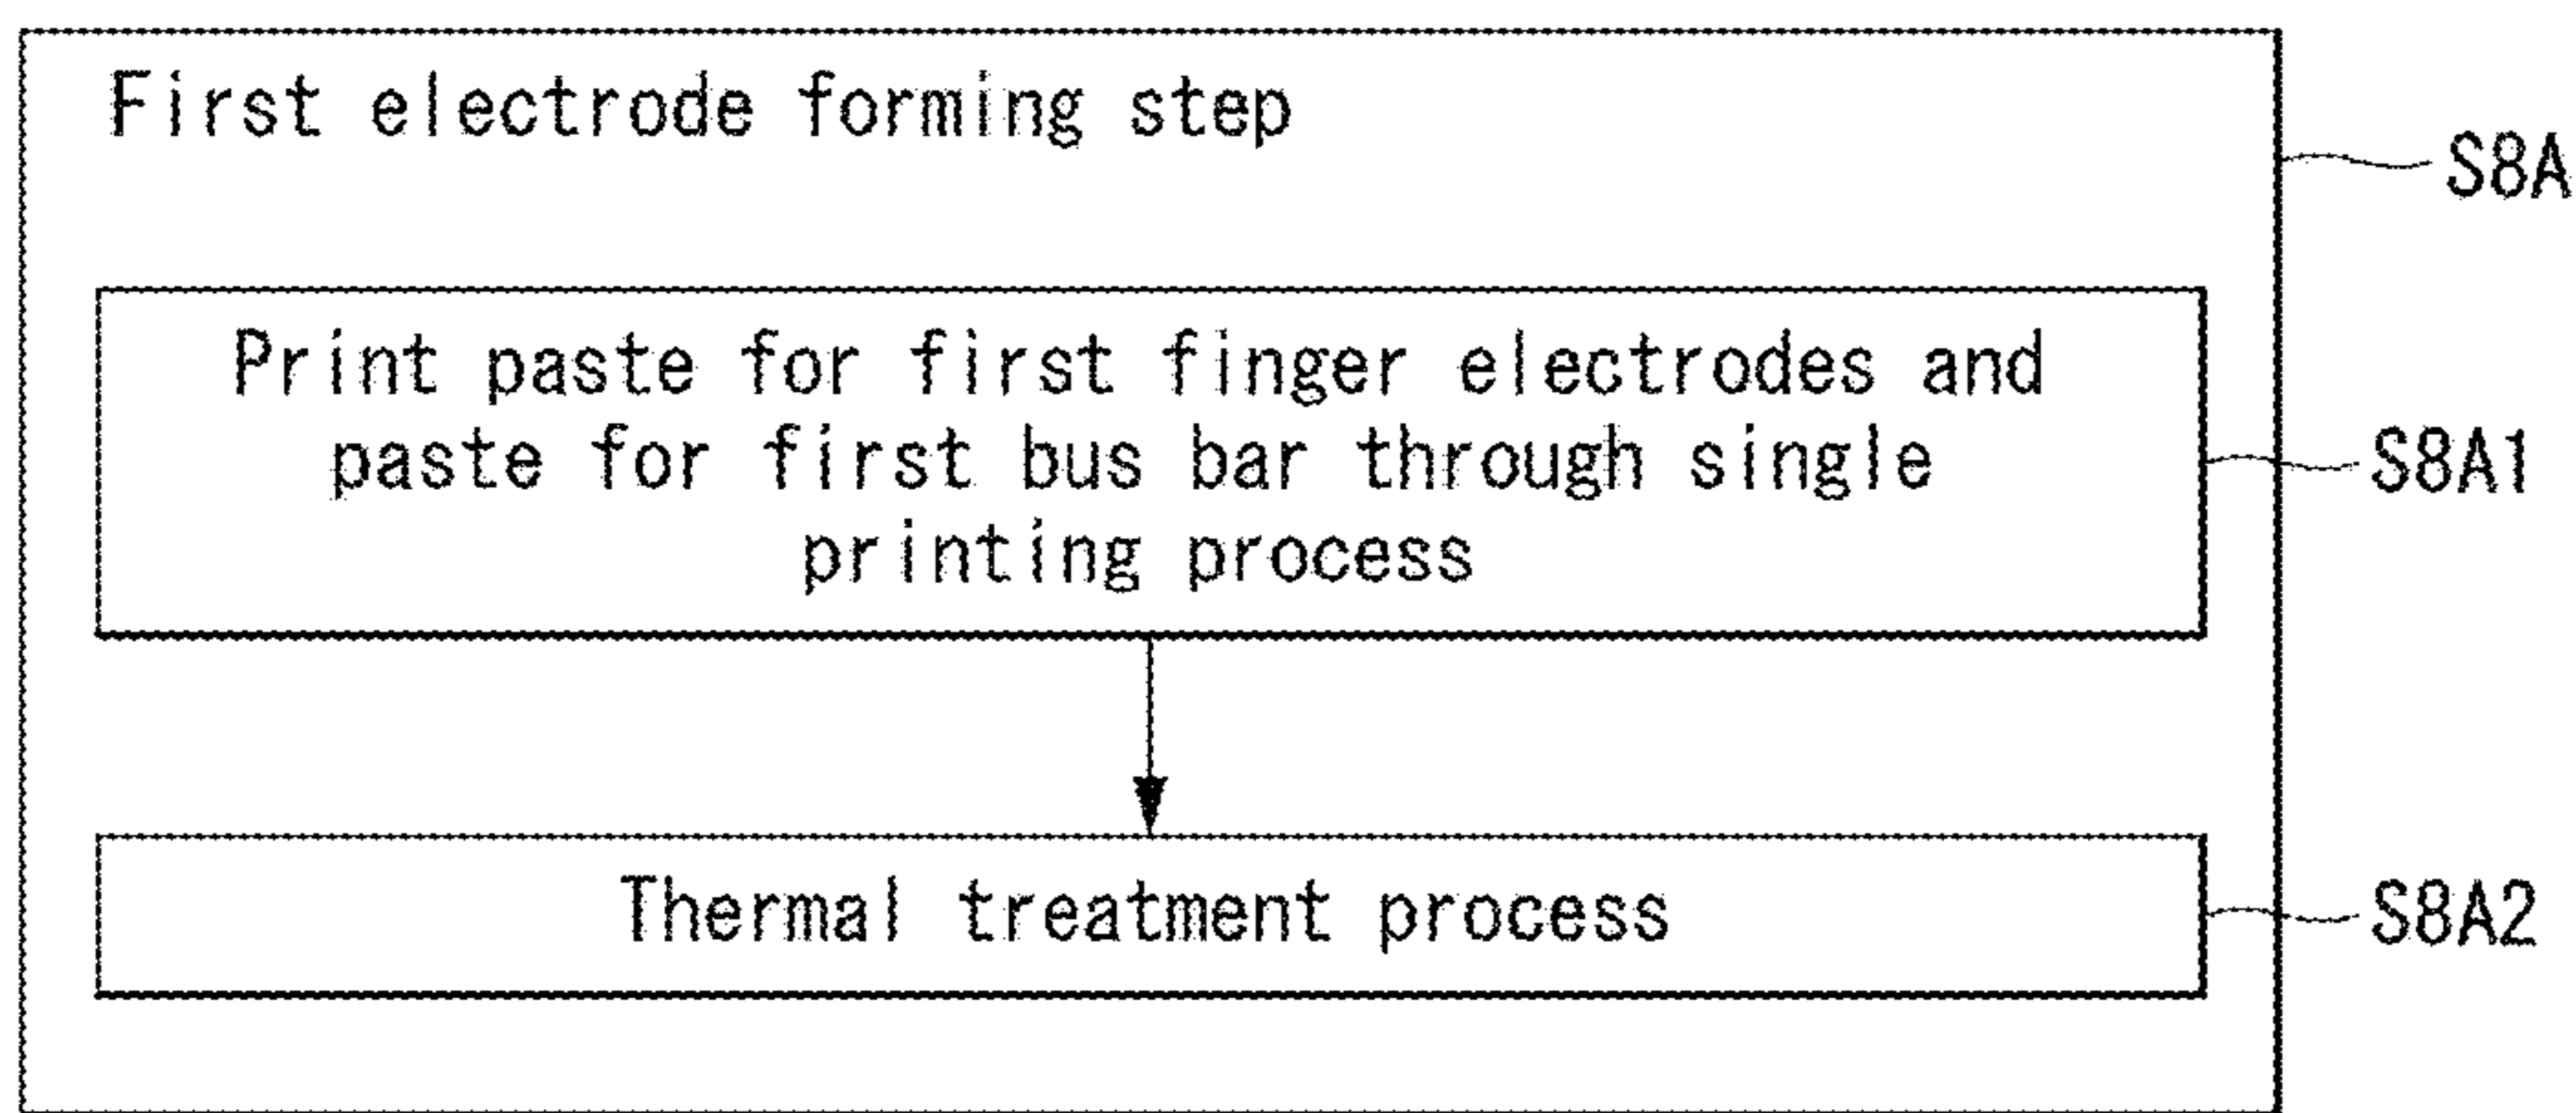 First electrode forming step
S8A
Print paste for first finger electrodes and
paste for first bus bar through single
printing process
S8A1
Thermal treatment process
S8A2